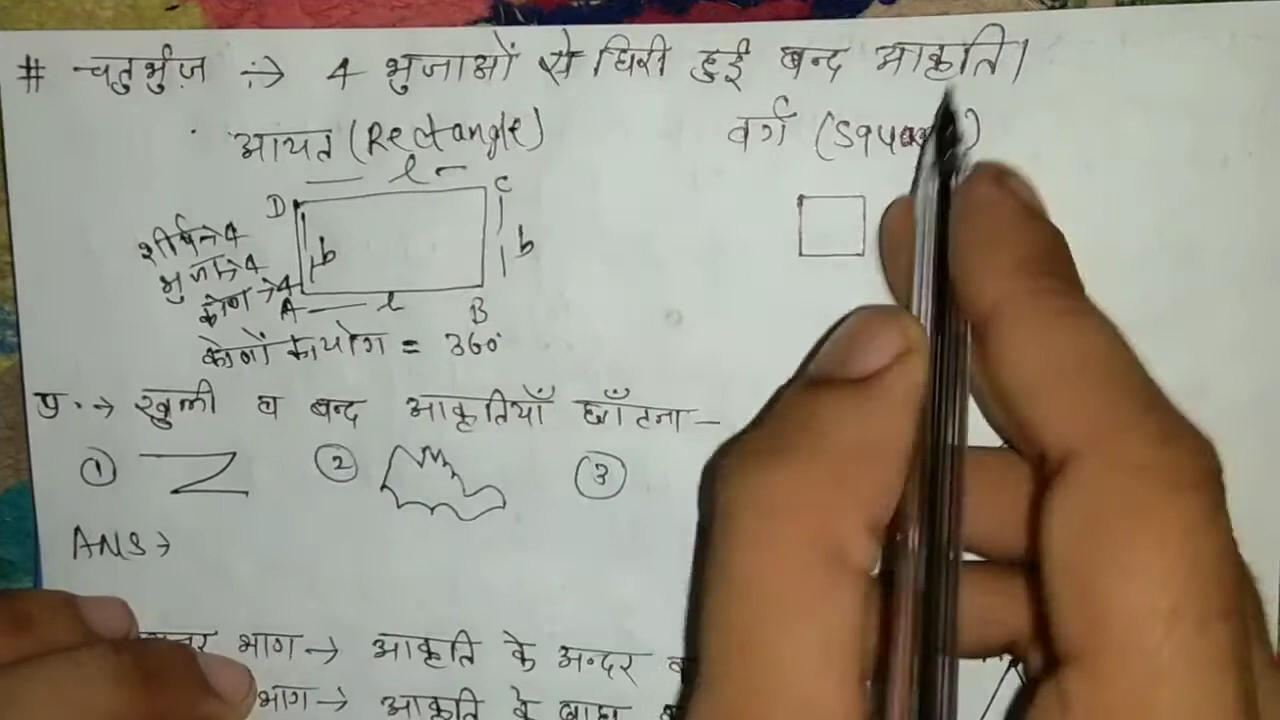 # चतुर्भुज़ ÷→ 4 भुजाओं से घिरी हुई बन्द आकृति।
आयत (Rectangle)
वर्ग
l
D
C
शीर्ष→4
भुजा→4
कोण→4
b
b
A
l
B
कोणों का योग = 360°
प्र.→ खुली व बन्द आकृतियाँ छाँटना–
① ② ③
ANS→
भाग→ आकृति के अन्दर
भाग→ आकृति के